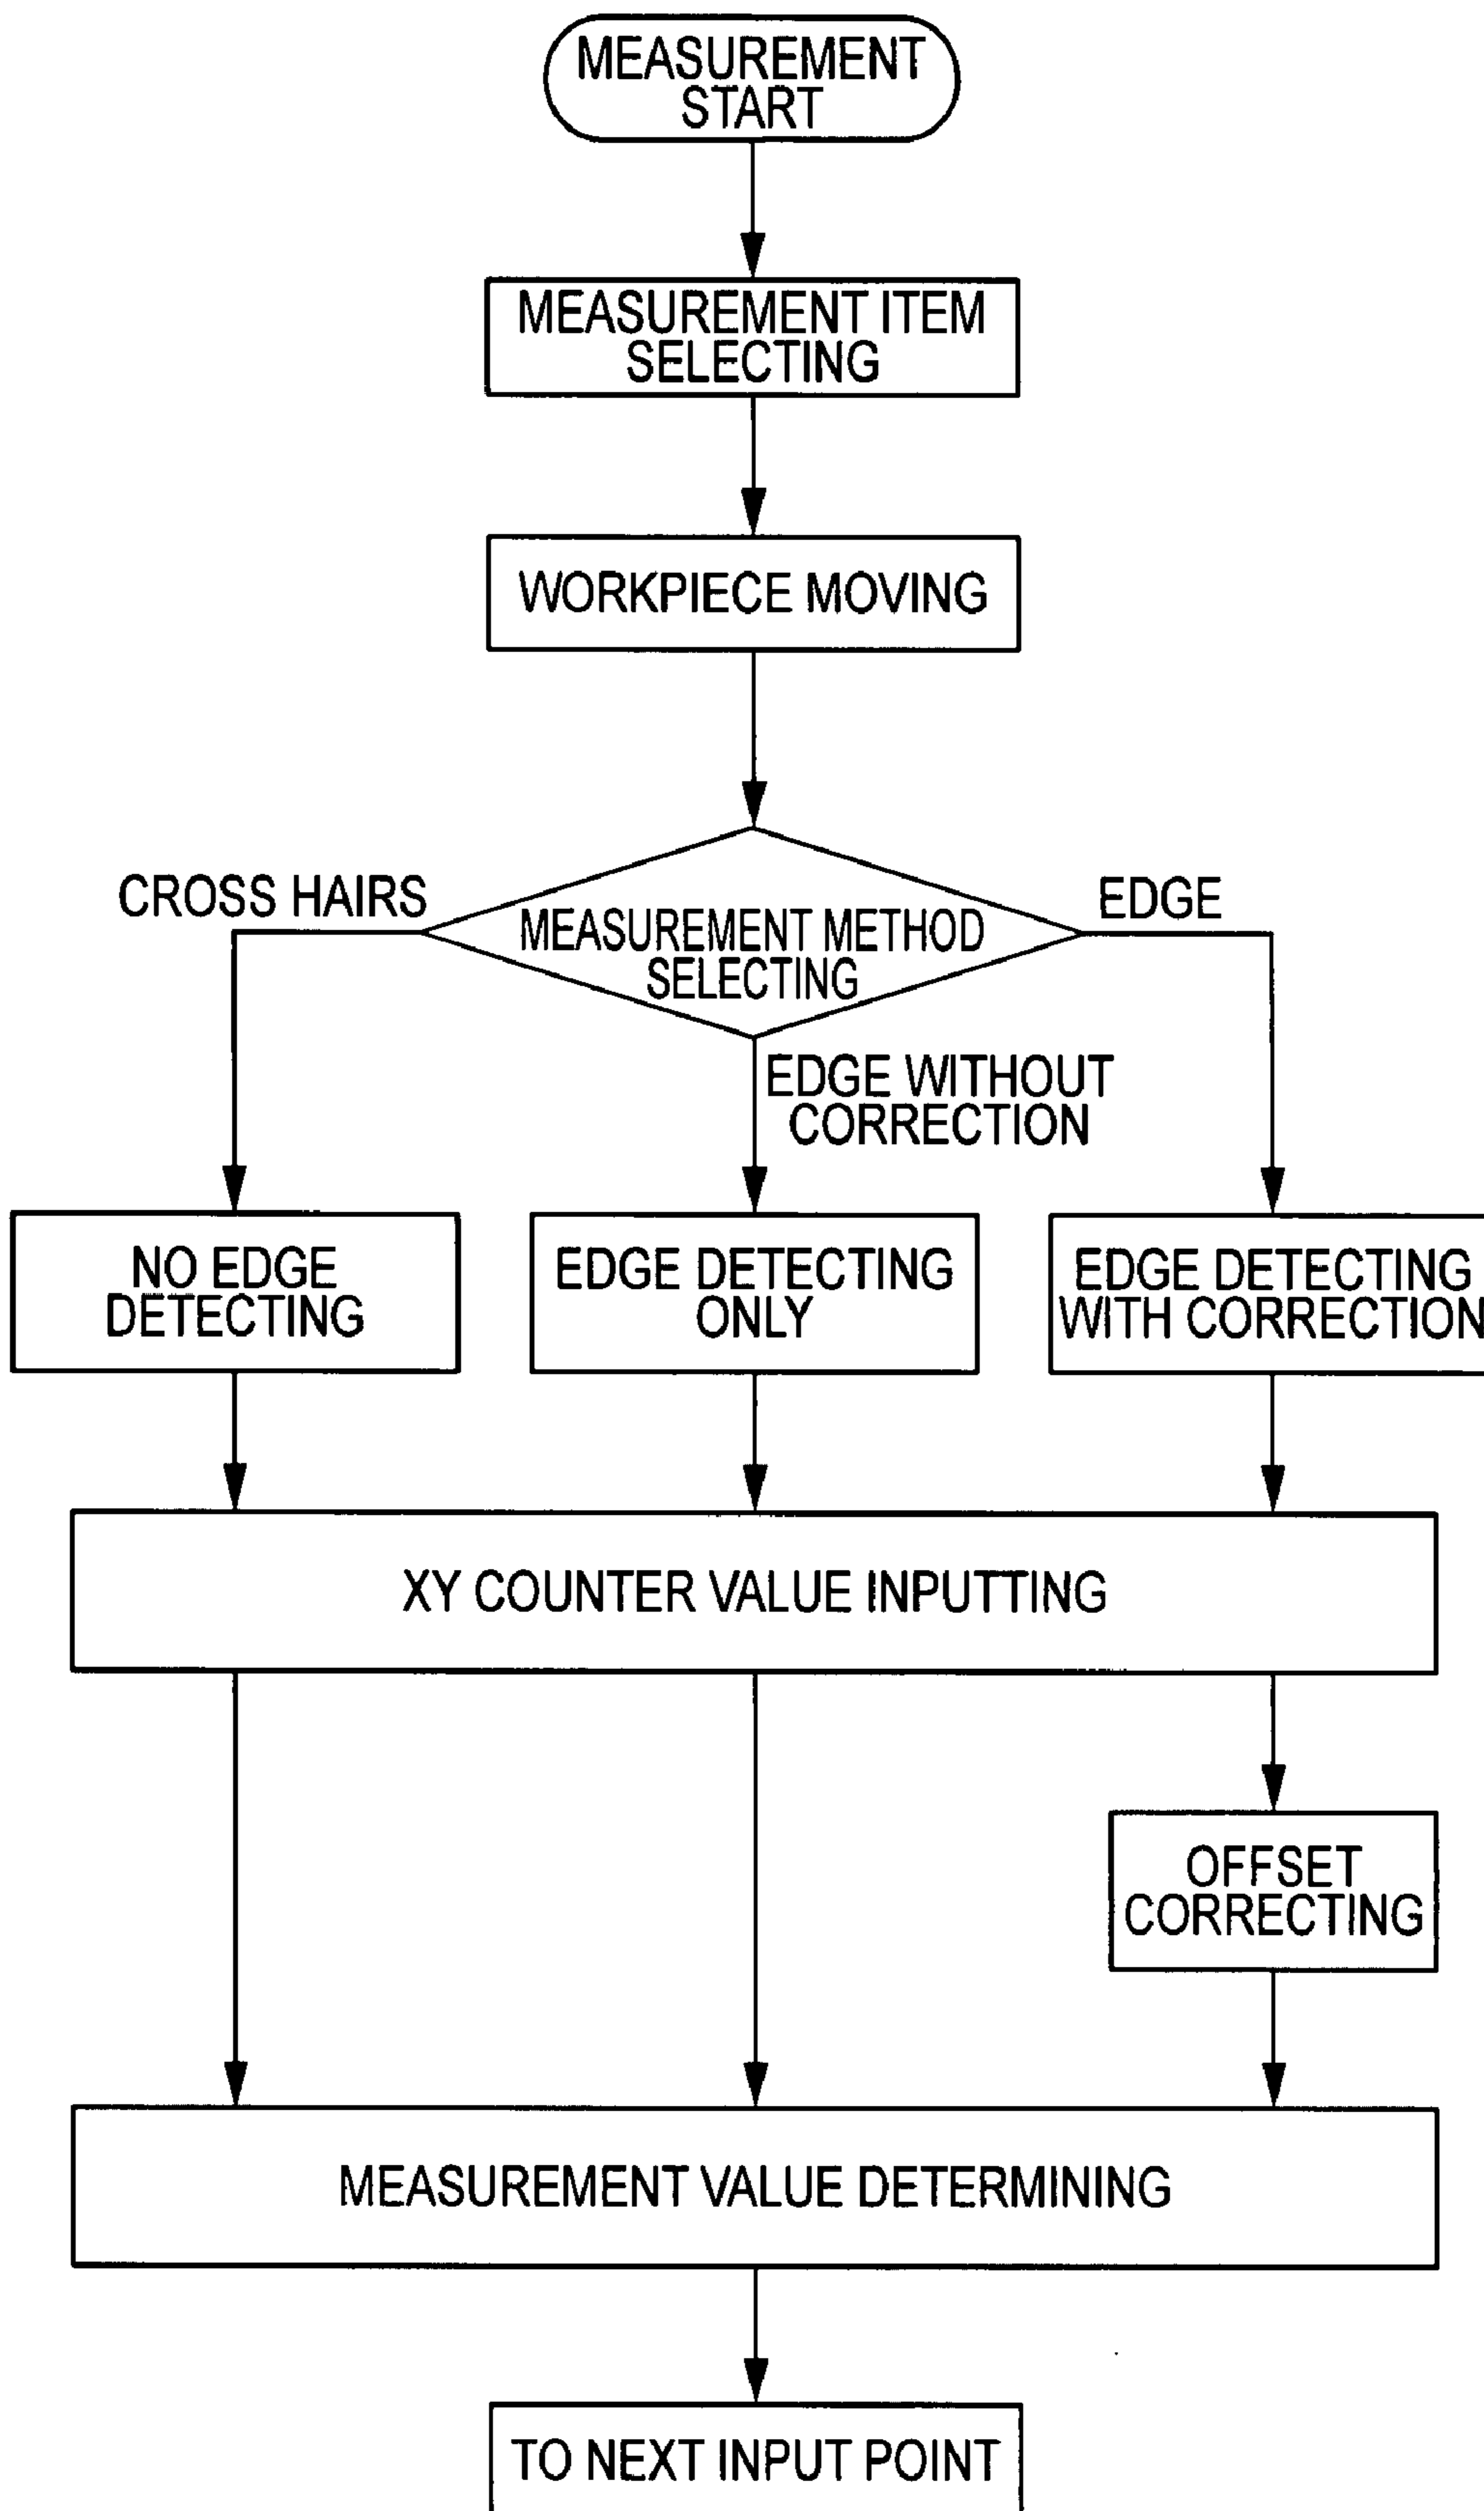 MEASUREMENT
START
MEASUREMENT ITEM
SELECTING
WORKPIECE MOVING
CROSS HAIRS
EDGE
MEASUREMENT METHOD
SELECTING
EDGE WITHOUT
CORRECTION
NO EDGE
DETECTING
EDGE DETECTING
ONLY
EDGE DETECTING
WITH CORRECTION
XY COUNTER VALUE INPUTTING
OFFSET
CORRECTING
MEASUREMENT VALUE DETERMINING
TO NEXT INPUT POINT